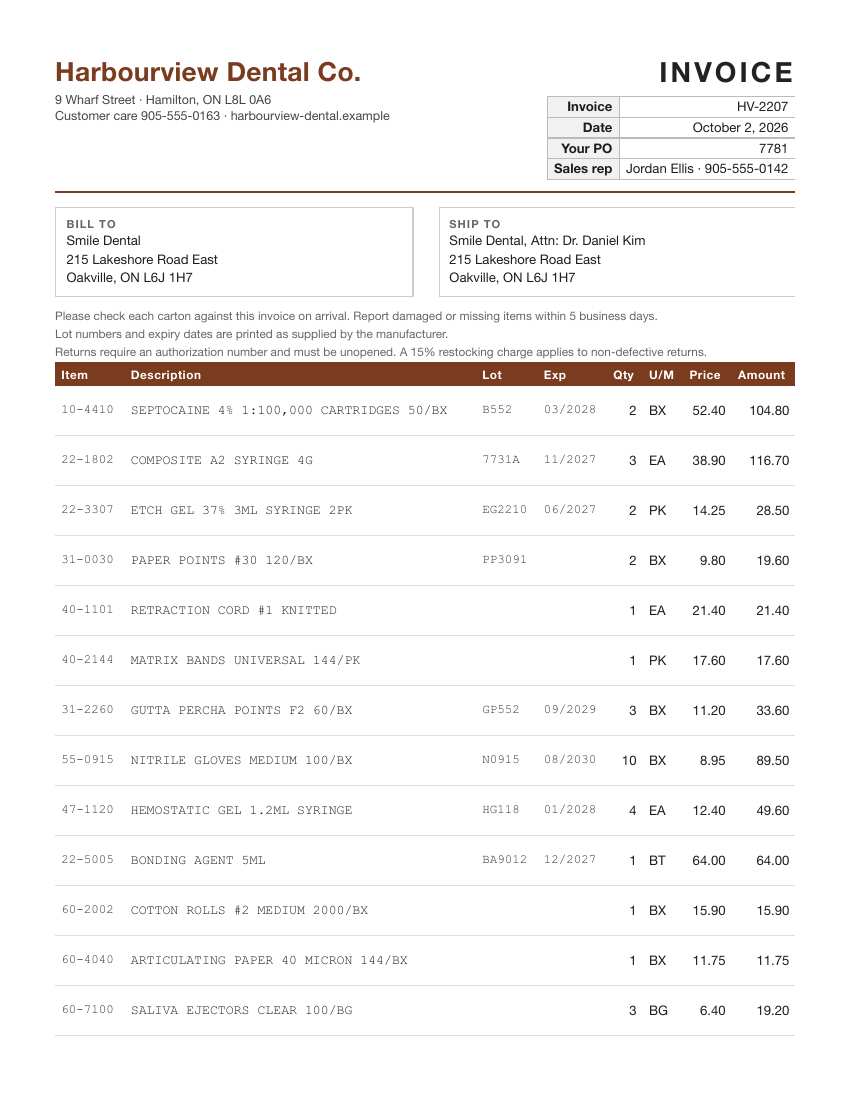 Harbourview Dental Co.
INVOICE
9 Wharf Street · Hamilton, ON L8L 0A6
Customer care 905-555-0163 · harbourview-dental.example
Invoice HV-2207
Date October 2, 2026
Your PO 7781
Sales rep Jordan Ellis · 905-555-0142
BILL TO
Smile Dental
215 Lakeshore Road East
Oakville, ON L6J 1H7
SHIP TO
Smile Dental, Attn: Dr. Daniel Kim
215 Lakeshore Road East
Oakville, ON L6J 1H7
Please check each carton against this invoice on arrival. Report damaged or missing items within 5 business days.
Lot numbers and expiry dates are printed as supplied by the manufacturer.
Returns require an authorization number and must be unopened. A 15% restocking charge applies to non-defective returns.
Item Description Lot Exp Qty U/M Price Amount
10-4410 SEPTOCAINE 4% 1:100,000 CARTRIDGES 50/BX B552 03/2028 2 BX 52.40 104.80
22-1802 COMPOSITE A2 SYRINGE 4G 7731A 11/2027 3 EA 38.90 116.70
22-3307 ETCH GEL 37% 3ML SYRINGE 2PK EG2210 06/2027 2 PK 14.25 28.50
31-0030 PAPER POINTS #30 120/BX PP3091 2 BX 9.80 19.60
40-1101 RETRACTION CORD #1 KNITTED 1 EA 21.40 21.40
40-2144 MATRIX BANDS UNIVERSAL 144/PK 1 PK 17.60 17.60
31-2260 GUTTA PERCHA POINTS F2 60/BX GP552 09/2029 3 BX 11.20 33.60
55-0915 NITRILE GLOVES MEDIUM 100/BX N0915 08/2030 10 BX 8.95 89.50
47-1120 HEMOSTATIC GEL 1.2ML SYRINGE HG118 01/2028 4 EA 12.40 49.60
22-5005 BONDING AGENT 5ML BA9012 12/2027 1 BT 64.00 64.00
60-2002 COTTON ROLLS #2 MEDIUM 2000/BX 1 BX 15.90 15.90
60-4040 ARTICULATING PAPER 40 MICRON 144/BX 1 BX 11.75 11.75
60-7100 SALIVA EJECTORS CLEAR 100/BG 3 BG 6.40 19.20